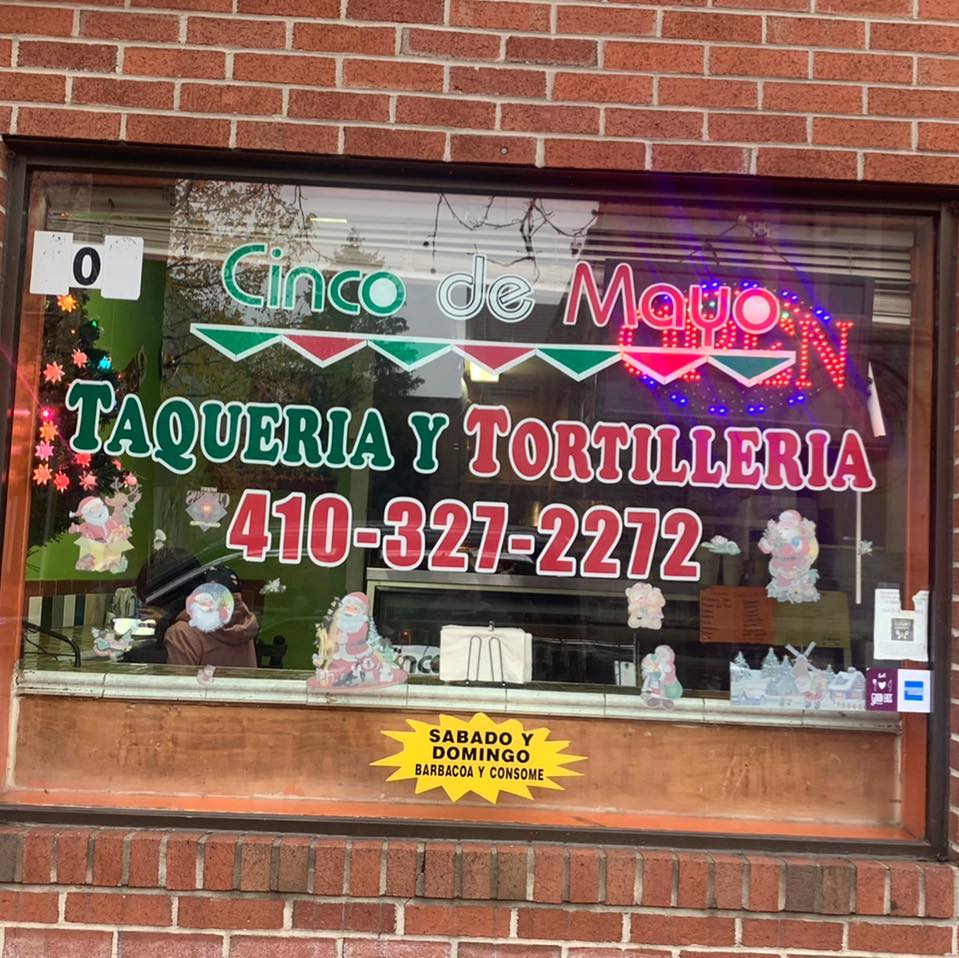 0
Cinco de Mayo
OPEN
TAQUERIA Y TORTILLERIA
410-327-2272
SABADO Y
DOMINGO
BARBACOA Y CONSOME